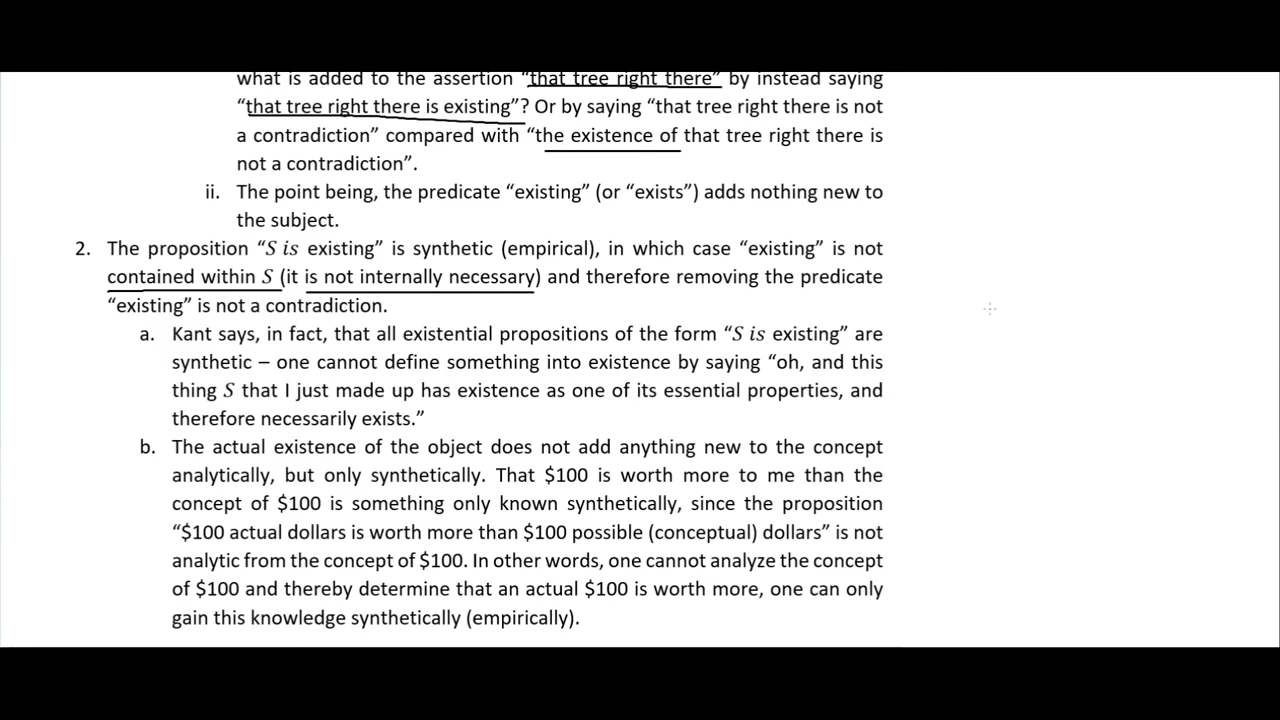 what is added to the assertion “that tree right there” by instead saying
“that tree right there is existing”? Or by saying “that tree right there is not
a contradiction” compared with “the existence of that tree right there is
not a contradiction”.
ii. The point being, the predicate “existing” (or “exists”) adds nothing new to
the subject.
2. The proposition “S is existing” is synthetic (empirical), in which case “existing” is not
contained within S (it is not internally necessary) and therefore removing the predicate
“existing” is not a contradiction.
a. Kant says, in fact, that all existential propositions of the form “S is existing” are
synthetic – one cannot define something into existence by saying “oh, and this
thing S that I just made up has existence as one of its essential properties, and
therefore necessarily exists.”
b. The actual existence of the object does not add anything new to the concept
analytically, but only synthetically. That $100 is worth more to me than the
concept of $100 is something only known synthetically, since the proposition
“$100 actual dollars is worth more than $100 possible (conceptual) dollars” is not
analytic from the concept of $100. In other words, one cannot analyze the concept
of $100 and thereby determine that an actual $100 is worth more, one can only
gain this knowledge synthetically (empirically).